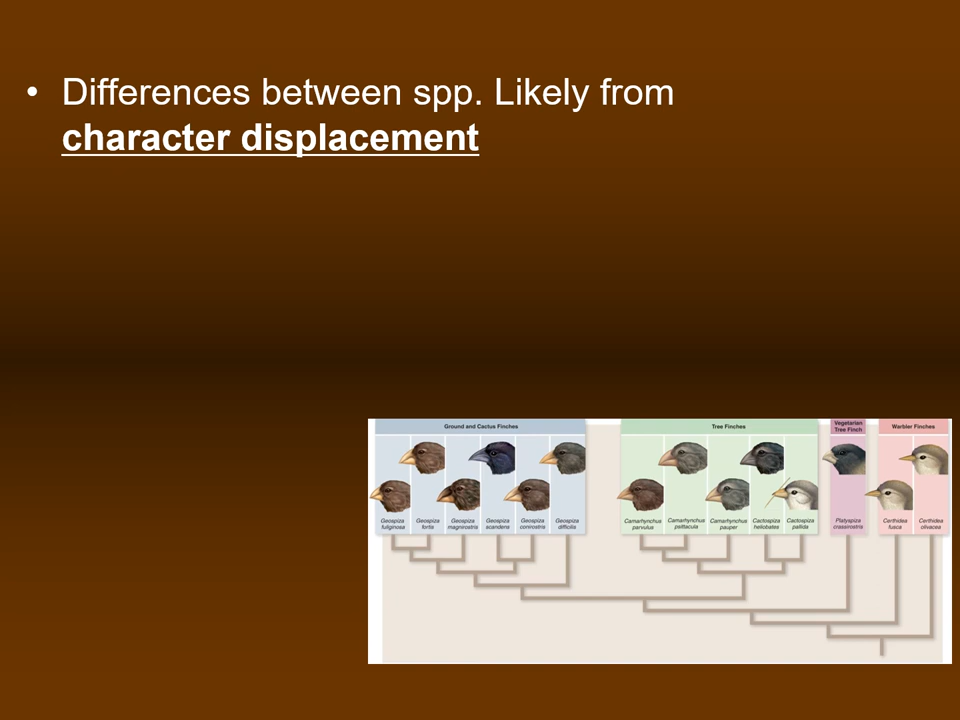 • Differences between spp. Likely from
character displacement
Ground and Cactus Finches
Tree Finches
Vegetarian
Tree Finch
Warbler Finches
Geospiza
fuliginosa
Geospiza
fortis
Geospiza
magnirostris
Geospiza
scandens
Geospiza
conirostris
Geospiza
difficilis
Camarhynchus
parvulus
Camarhynchus
psittacula
Camarhynchus
pauper
Cactospiza
heliobates
Cactospiza
pallida
Platyspiza
crassirostris
Certhidea
fusca
Certhidea
olivacea